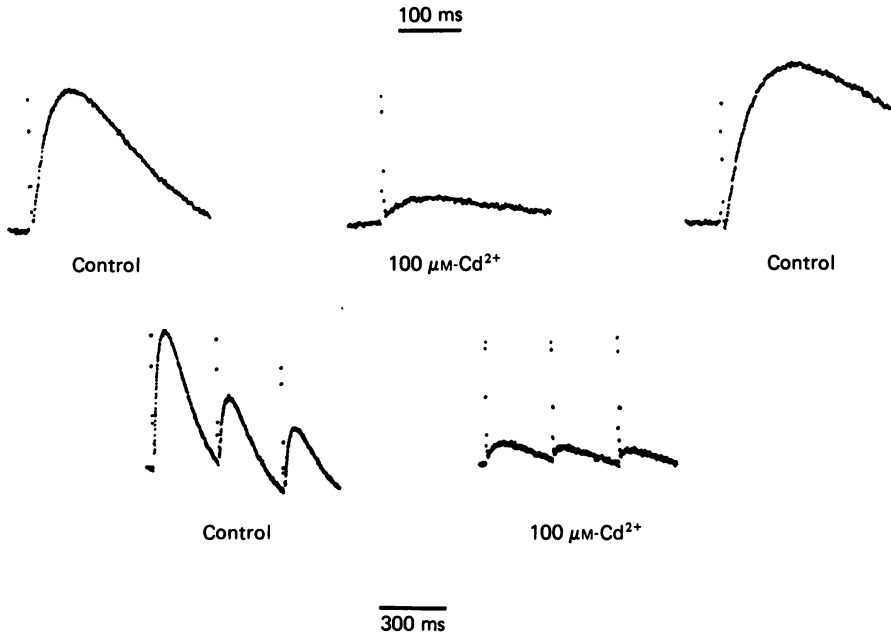 100 ms
Control
100 μM-Cd²⁺
Control
Control
100 μM-Cd²⁺
300 ms